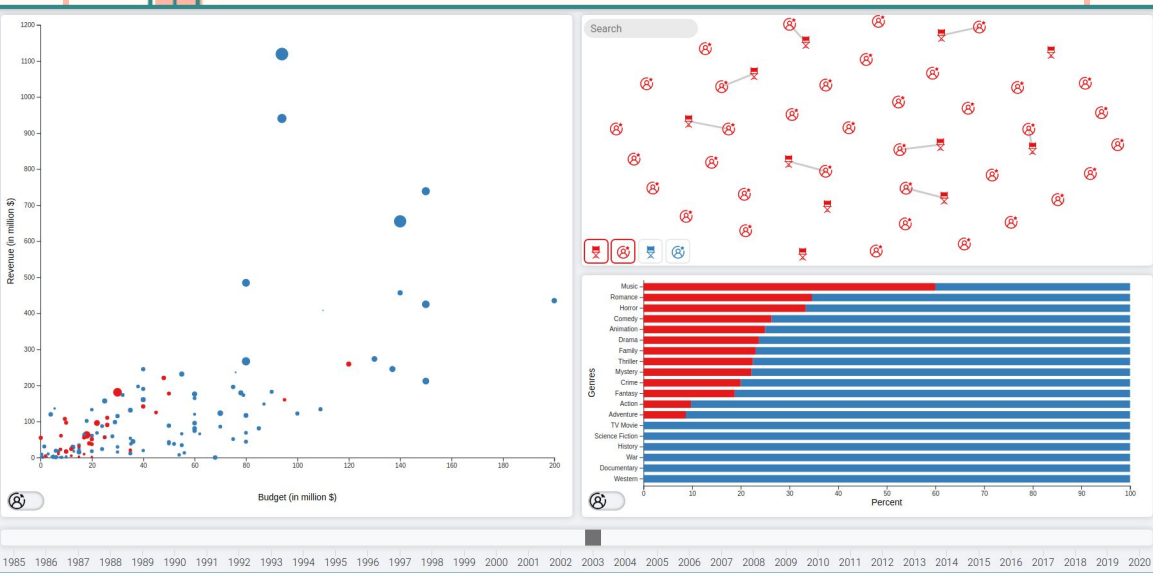 1200
1100
1000
900
800
700
600
500
400
300
200
100
0
Revenue (in million $)
0 20 40 60 80 100 120 140 160 180 200
Budget (in million $)
Search
Genres
Music
Romance
Horror
Comedy
Animation
Drama
Family
Thriller
Mystery
Crime
Fantasy
Action
Adventure
TV Movie
Science Fiction
History
War
Documentary
Western
0 10 20 30 40 50 60 70 80 90 100
Percent
1985 1986 1987 1988 1989 1990 1991 1992 1993 1994 1995 1996 1997 1998 1999 2000 2001 2002 2003 2004 2005 2006 2007 2008 2009 2010 2011 2012 2013 2014 2015 2016 2017 2018 2019 2020